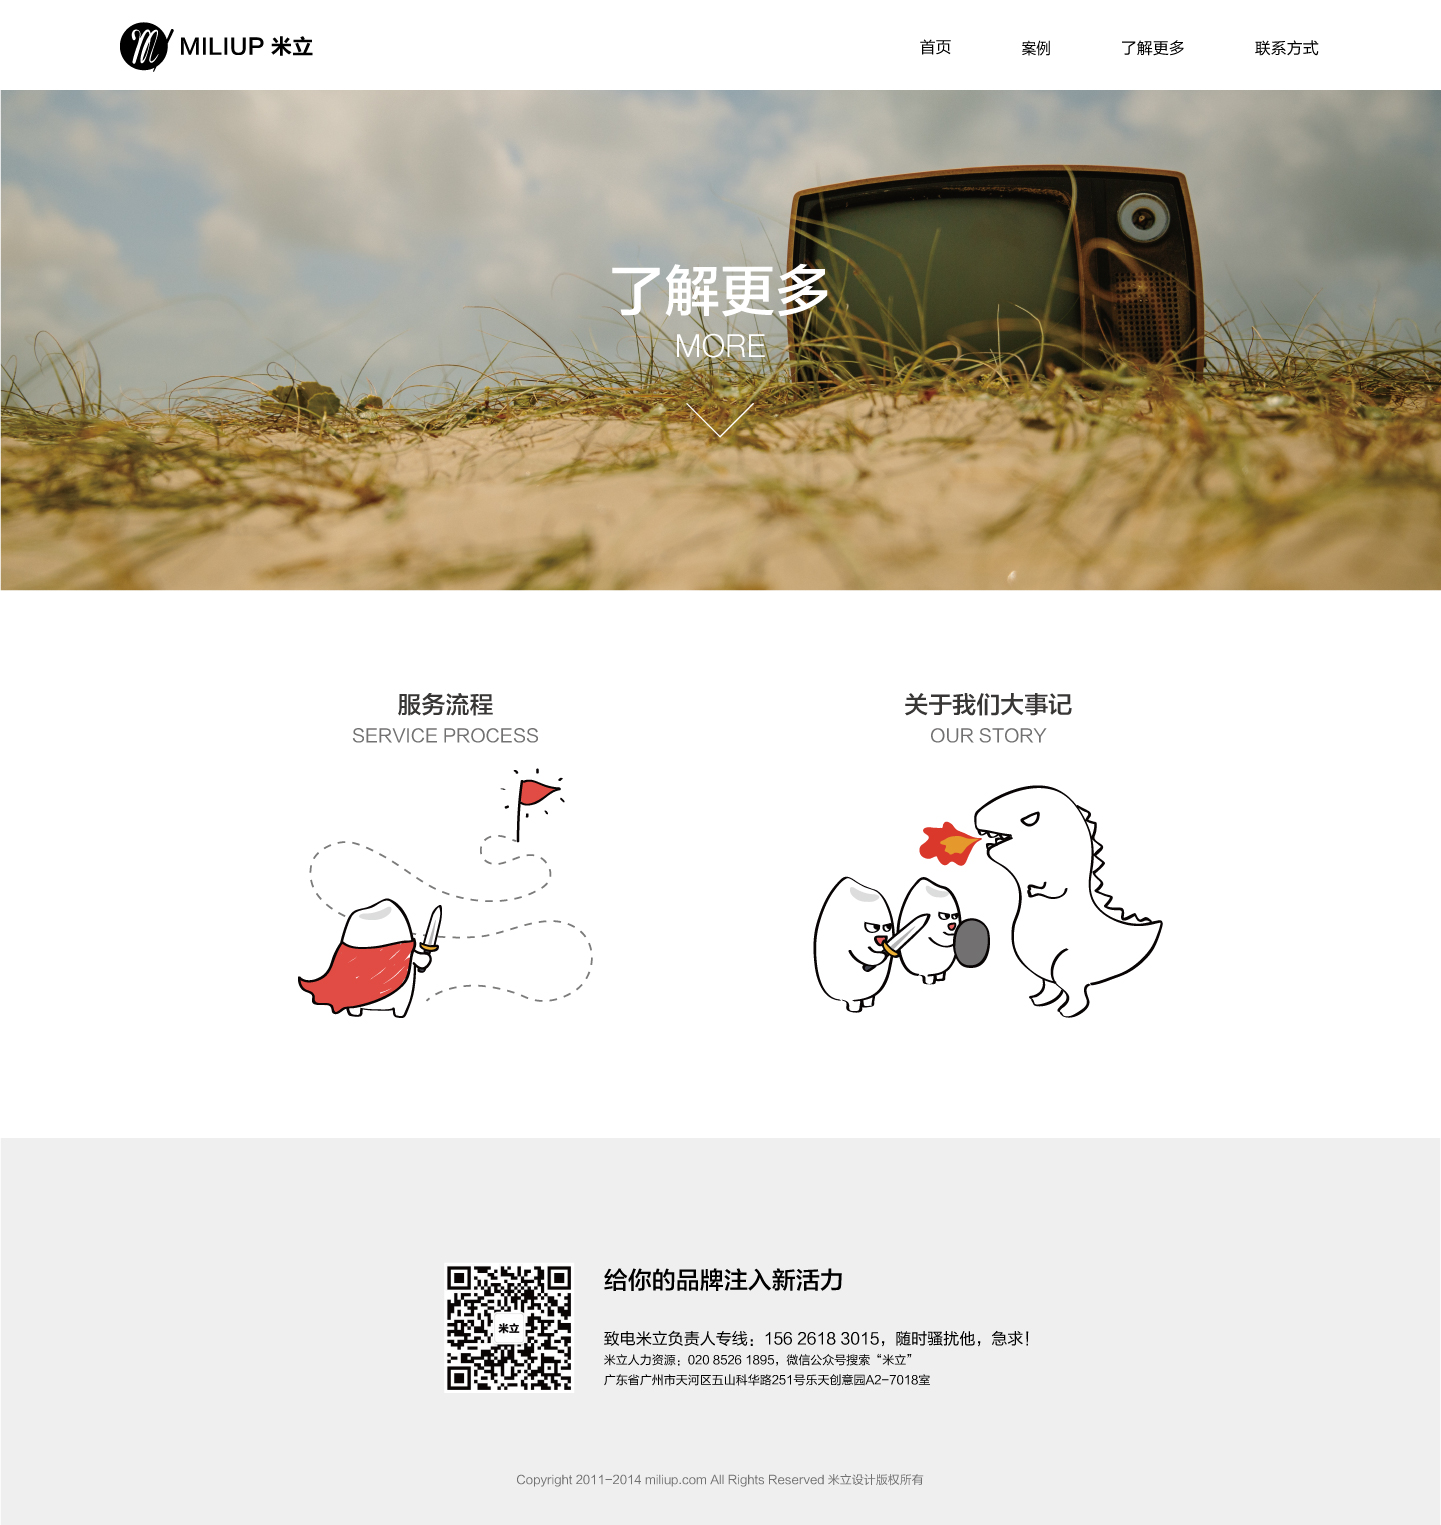 MILIUP 米立
首页
案例
了解更多
联系方式
了解更多
MORE
服务流程
SERVICE PROCESS
关于我们大事记
OUR STORY
米立
给你的品牌注入新活力
致电米立负责人专线：156 2618 3015，随时骚扰他，急求！
米立人力资源：020 8526 1895，微信公众号搜索“米立”
广东省广州市天河区五山科华路251号乐天创意园A2-7018室
Copyright 2011-2014 miliup.com All Rights Reserved 米立设计版权所有